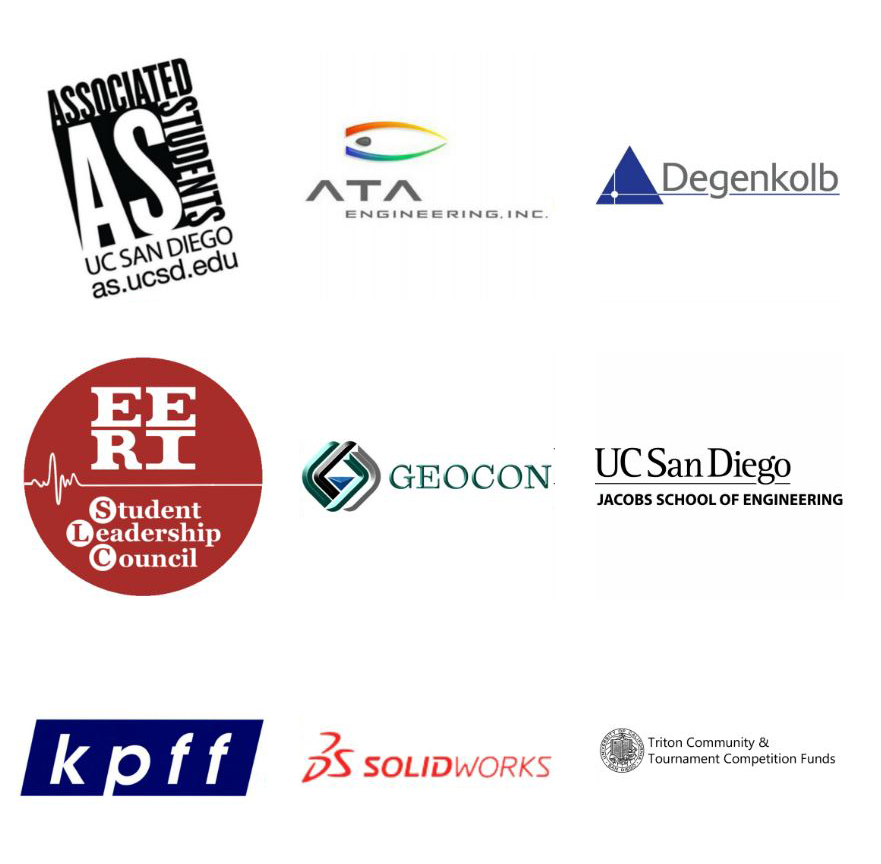 ASSOCIATED
STUDENTS
AS
UC SAN DIEGO
as.ucsd.edu
ATA
ENGINEERING, INC.
Degenkolb
EE
RI
Student
Leadership
Council
GEOCON
UC San Diego
JACOBS SCHOOL OF ENGINEERING
kpff
SOLIDWORKS
Triton Community &
Tournament Competition Funds